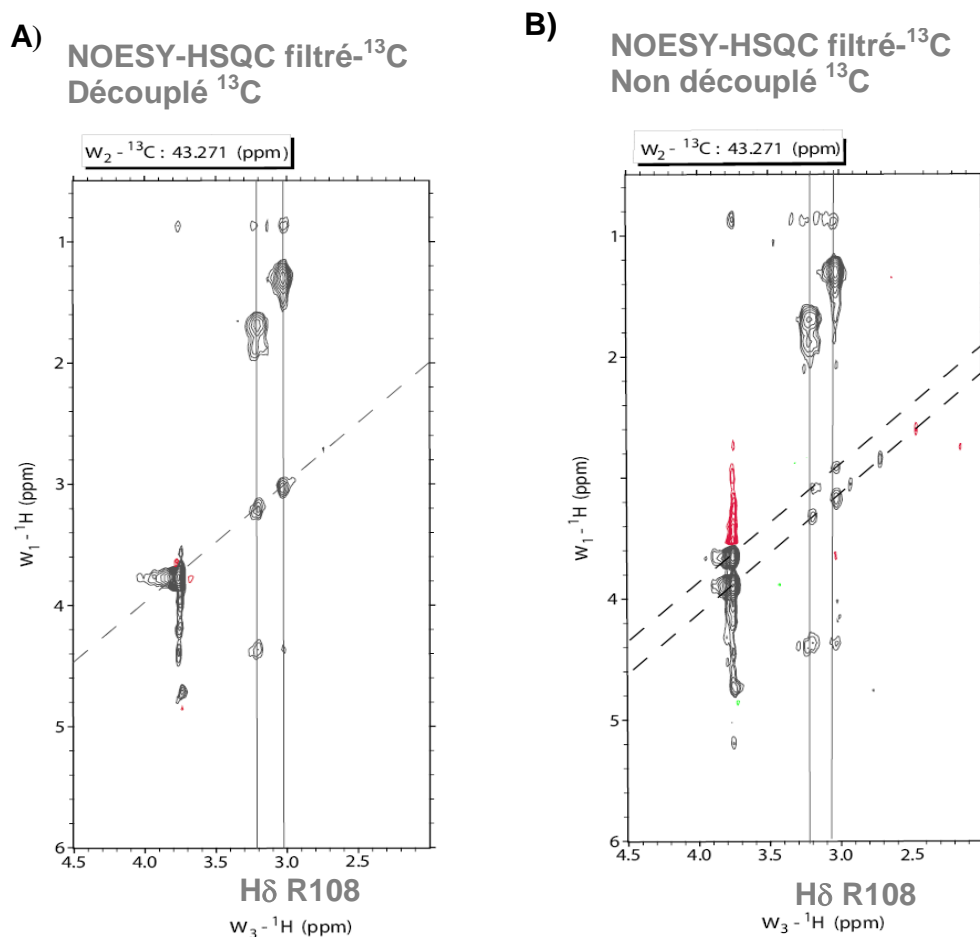 A)
NOESY-HSQC filtré-¹³C
Découplé ¹³C
W₂ - ¹³C : 43.271 (ppm)
1
2
3
4
5
6
W₁ - ¹H (ppm)
4.5 4.0 3.5 3.0
Hδ R108
W₃ - ¹H (ppm)
B)
NOESY-HSQC filtré-¹³C
Non découplé ¹³C
W₂ - ¹³C : 43.271 (ppm)
1
2
3
4
5
6
W₁ - ¹H (ppm)
4.5 4.0 3.5 3.0 2.5
Hδ R108
W₃ - ¹H (ppm)